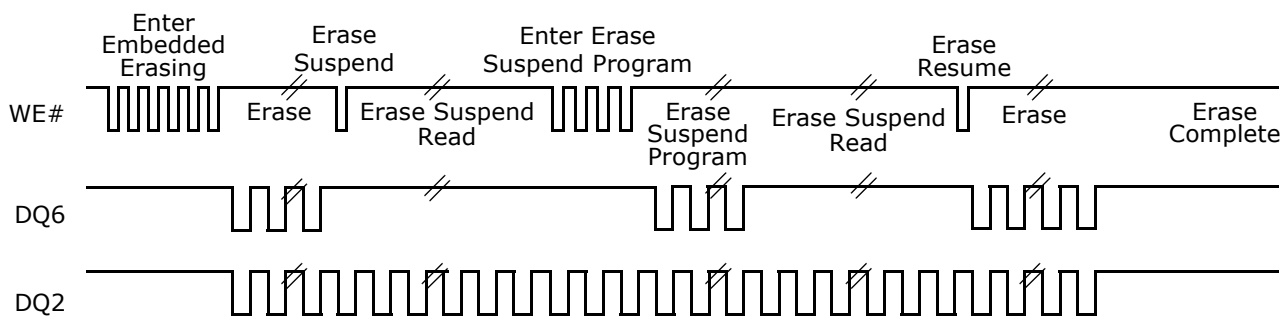 Enter
Embedded
Erasing
Erase
Suspend
Enter Erase
Suspend Program
Erase
Resume
WE#
Erase
Erase Suspend
Read
Erase
Suspend
Program
Erase Suspend
Read
Erase
Erase
Complete
DQ6
DQ2